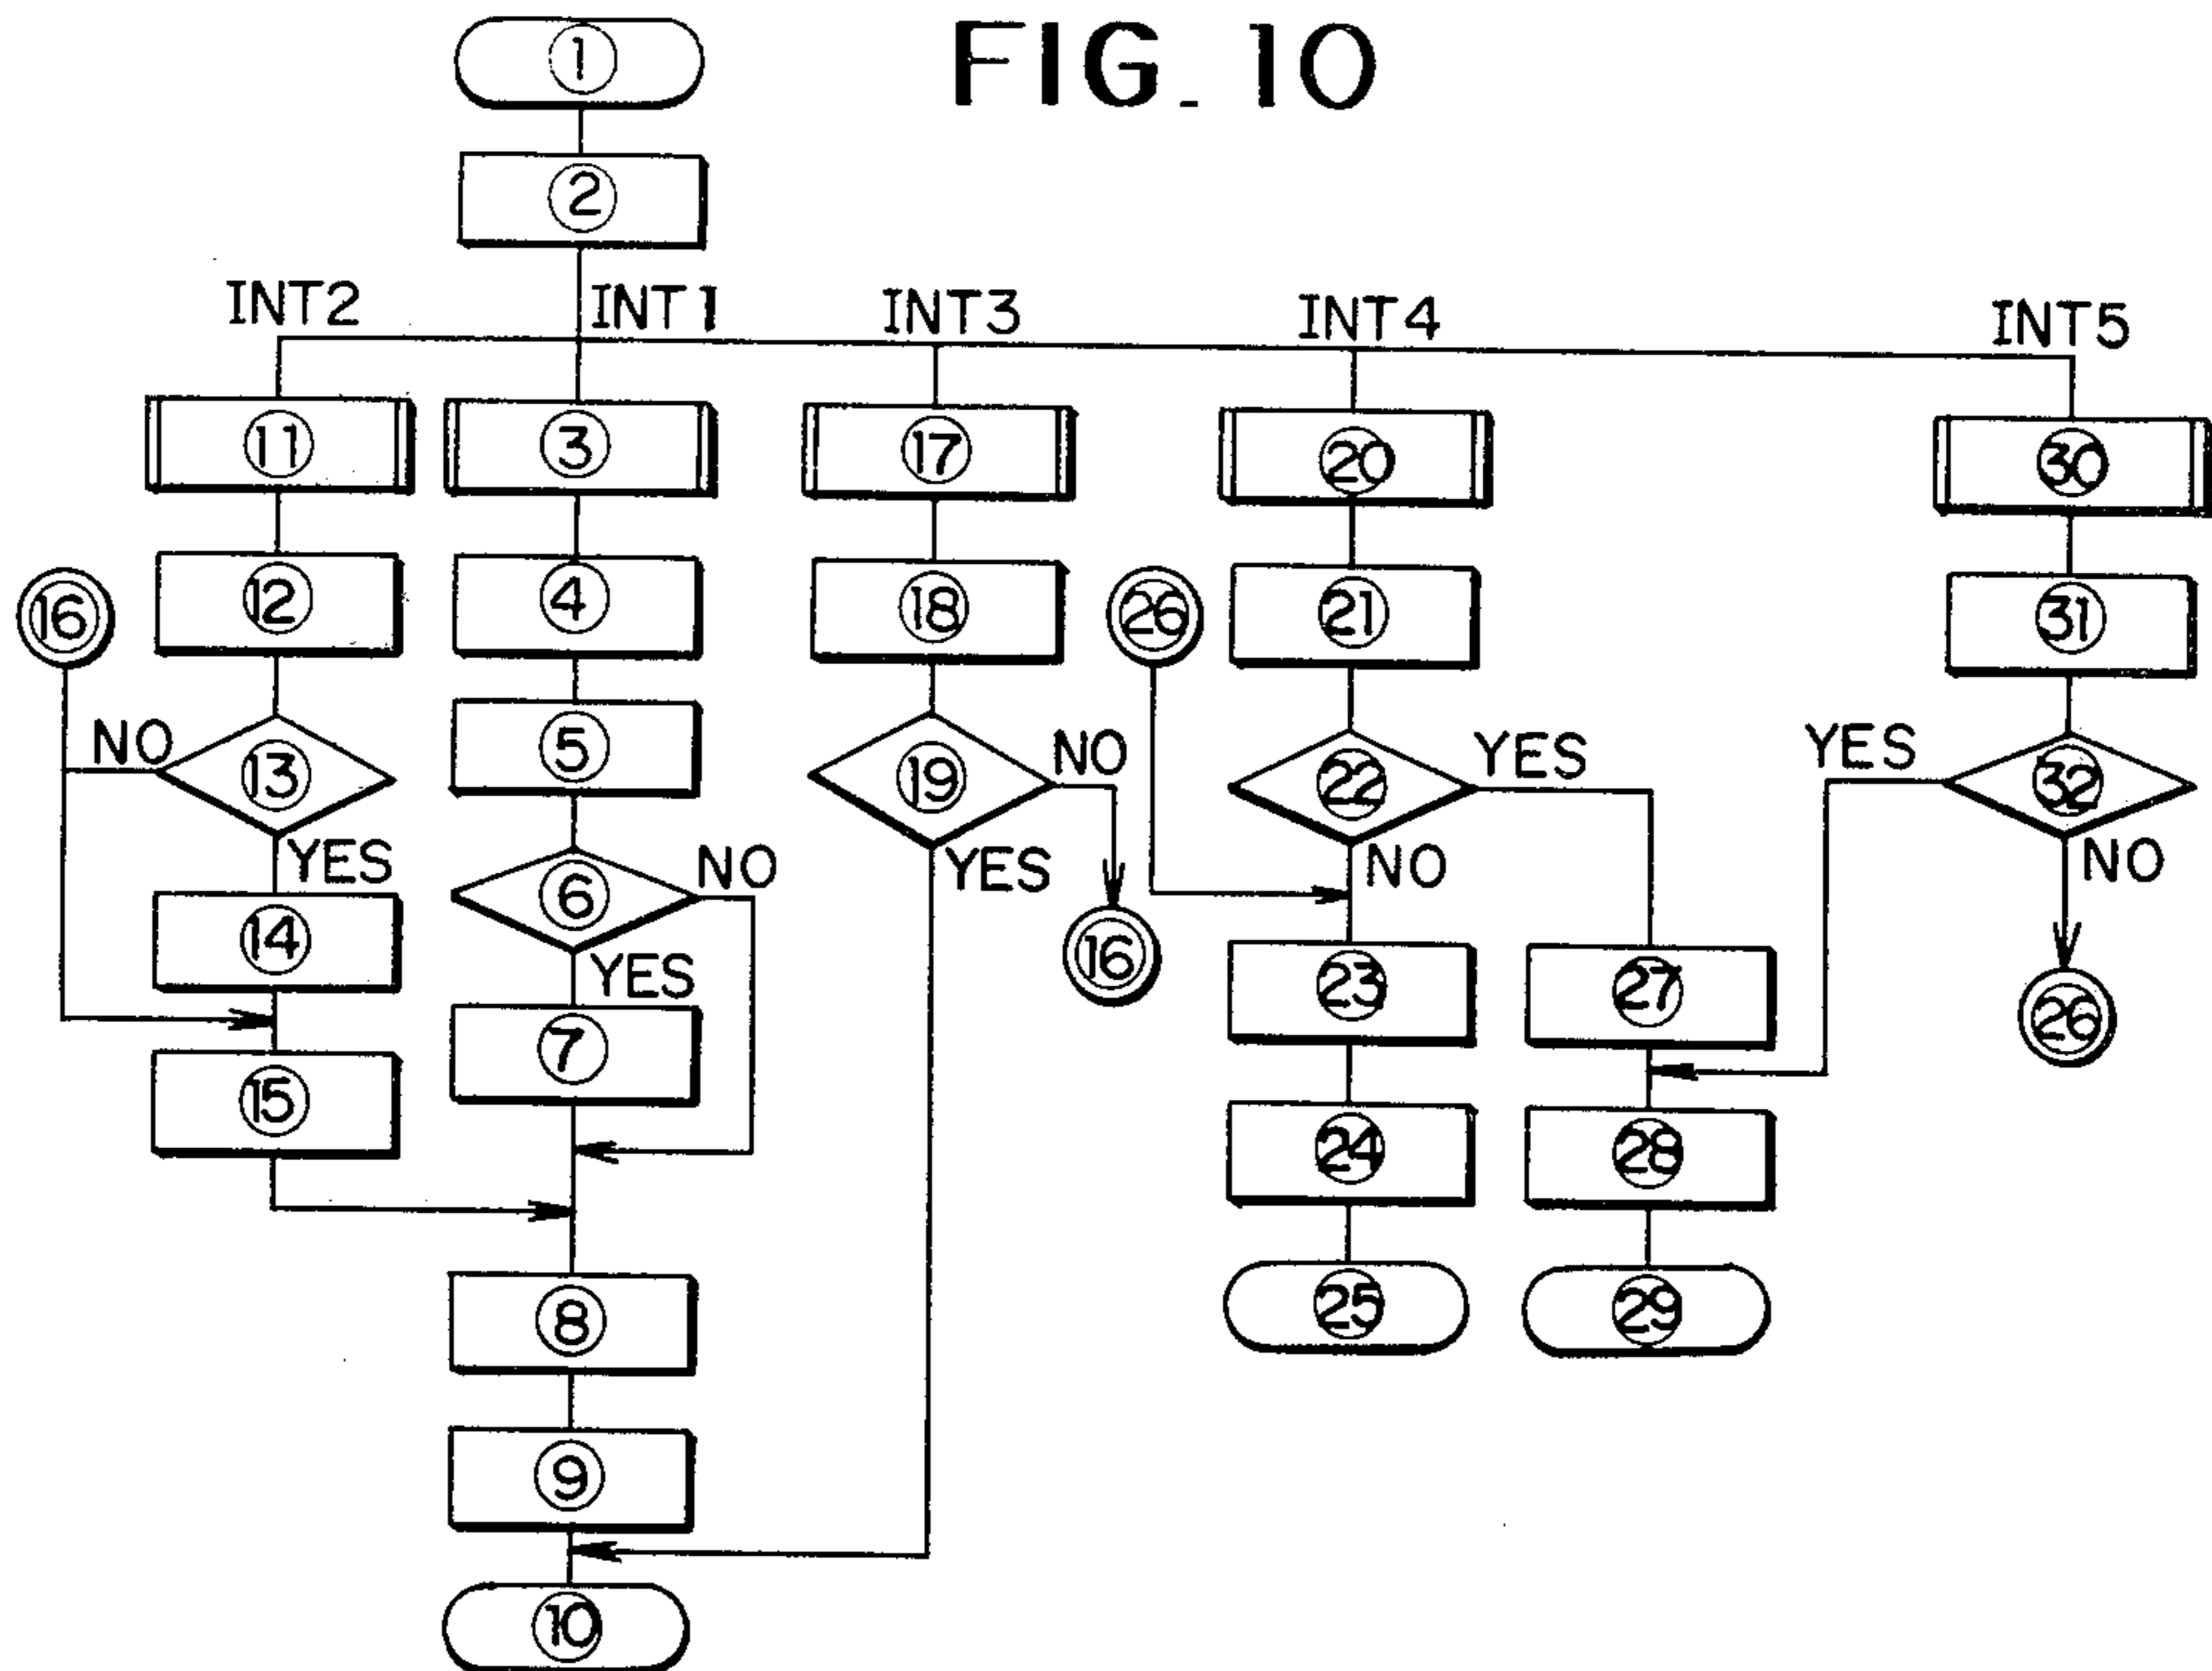 FIG. 10
①
②
INT2 INT1 INT3 INT4 INT5
⑪ ③ ⑰ ⑳ ㉚
⑯ ⑫ ④ ⑱ ㉖ ㉑ ㉛
NO ⑬ ⑤ ⑲ NO ㉒ YES YES ㉜
YES ⑥ NO YES NO NO
⑭ YES ⑯ ㉓ ㉗ ㉖
⑦
⑮ ㉔ ㉘
⑧ ㉕ ㉙
⑨
⑩